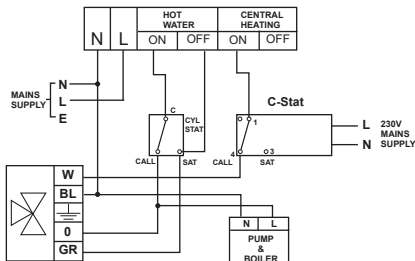 HOT WATER
CENTRAL HEATING
N L ON OFF ON OFF
MAINS SUPPLY
N
L
E
C
CYL STAT
CALL SAT
C-Stat
1
4 3
CALL SAT
L 230V
N MAINS SUPPLY
W
BL
0
GR
N L
PUMP
&
BOILER